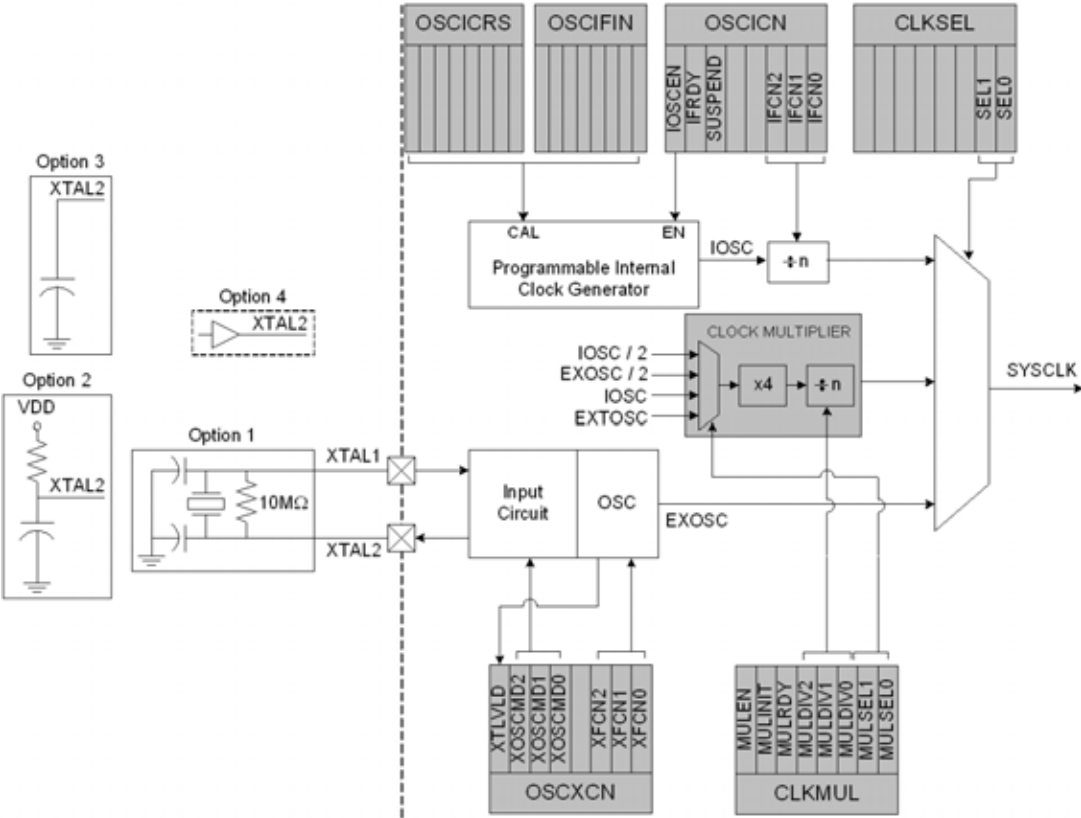 OSCICRS
OSCIFIN
OSCICN
CLKSEL
IOSCEN
IFRDY
SUSPEND
IFCN2
IFCN1
IFCN0
SEL1
SEL0
Option 3
XTAL2
CAL
EN
Programmable Internal
Clock Generator
IOSC
÷ n
Option 4
XTAL2
CLOCK MULTIPLIER
IOSC / 2
EXOSC / 2
IOSC
EXTOSC
x4
÷ n
SYSCLK
Option 2
VDD
XTAL2
Option 1
10MΩ
XTAL1
XTAL2
Input
Circuit
OSC
EXOSC
XTLVLD
XOSCMD2
XOSCMD1
XOSCMD0
XFCN2
XFCN1
XFCN0
OSCXCN
MULEN
MULINIT
MULRDY
MULDIV2
MULDIV1
MULDIV0
MULSEL1
MULSEL0
CLKMUL